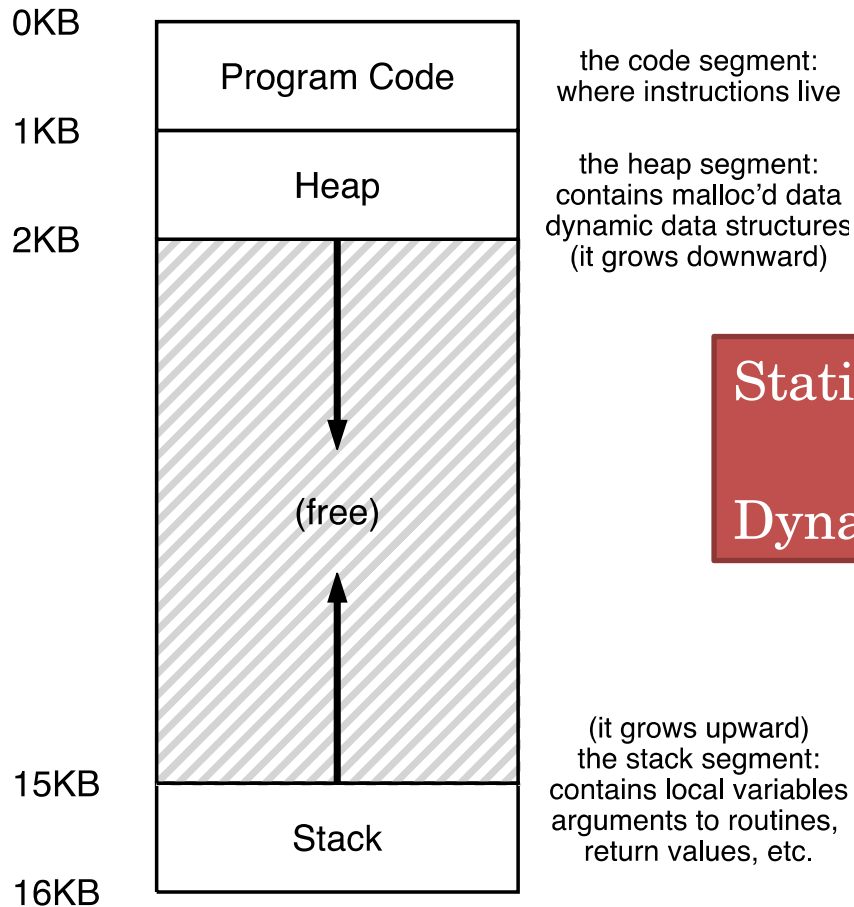 0KB
Program Code
the code segment:
where instructions live
1KB
Heap
the heap segment:
contains malloc'd data
dynamic data structures
(it grows downward)
2KB
Stati
(free)
Dyna
(it grows upward)
the stack segment:
contains local variables
arguments to routines,
return values, etc.
15KB
Stack
16KB